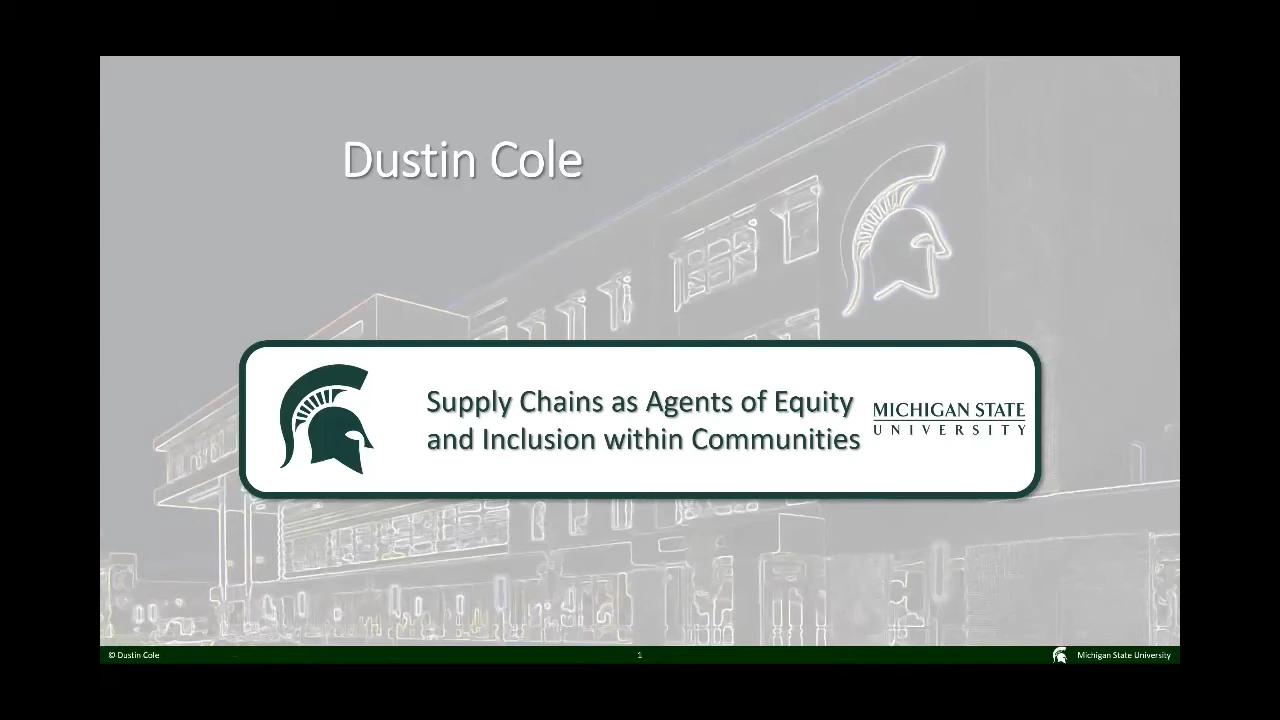 Dustin Cole
Supply Chains as Agents of Equity
and Inclusion within Communities
MICHIGAN STATE
UNIVERSITY
© Dustin Cole
1
Michigan State University